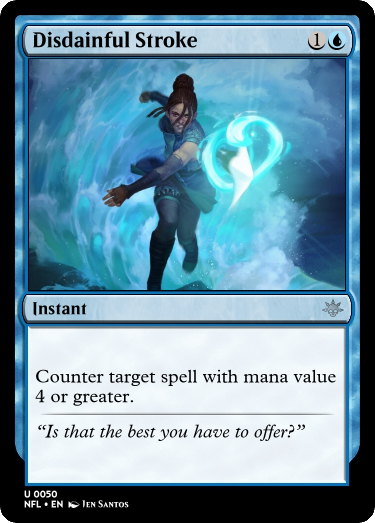 Disdainful Stroke 1
Instant
Counter target spell with mana value
4 or greater.
“Is that the best you have to offer?”
U 0050
NFL • EN Jen Santos